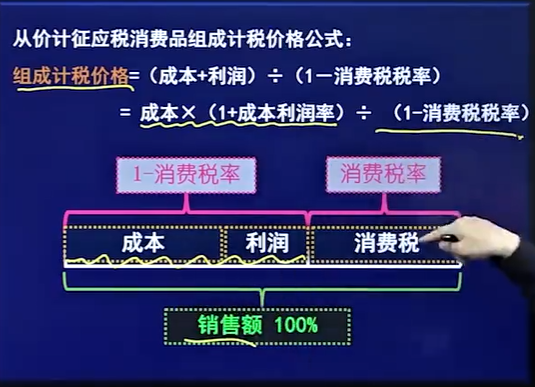 从价计征应税消费品组成计税价格公式：
组成计税价格=（成本+利润）÷（1－消费税税率）
= 成本×（1+成本利润率）÷ （1-消费税税率）
1-消费税率 消费税率
成本 利润 消费税
销售额 100%